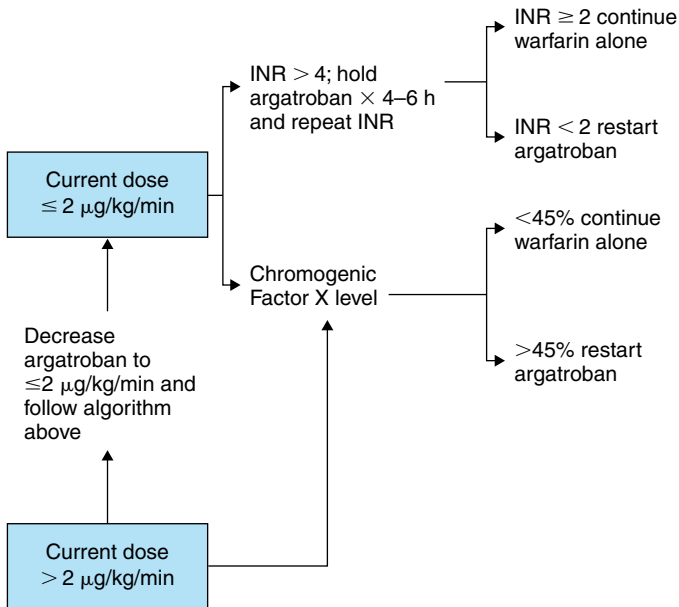 INR ≥ 2 continue
warfarin alone
INR > 4; hold
argatroban × 4–6 h
and repeat INR
INR < 2 restart
argatroban
Current dose
≤ 2 μg/kg/min
<45% continue
warfarin alone
Chromogenic
Factor X level
>45% restart
argatroban
Decrease
argatroban to
≤2 μg/kg/min and
follow algorithm
above
Current dose
> 2 μg/kg/min